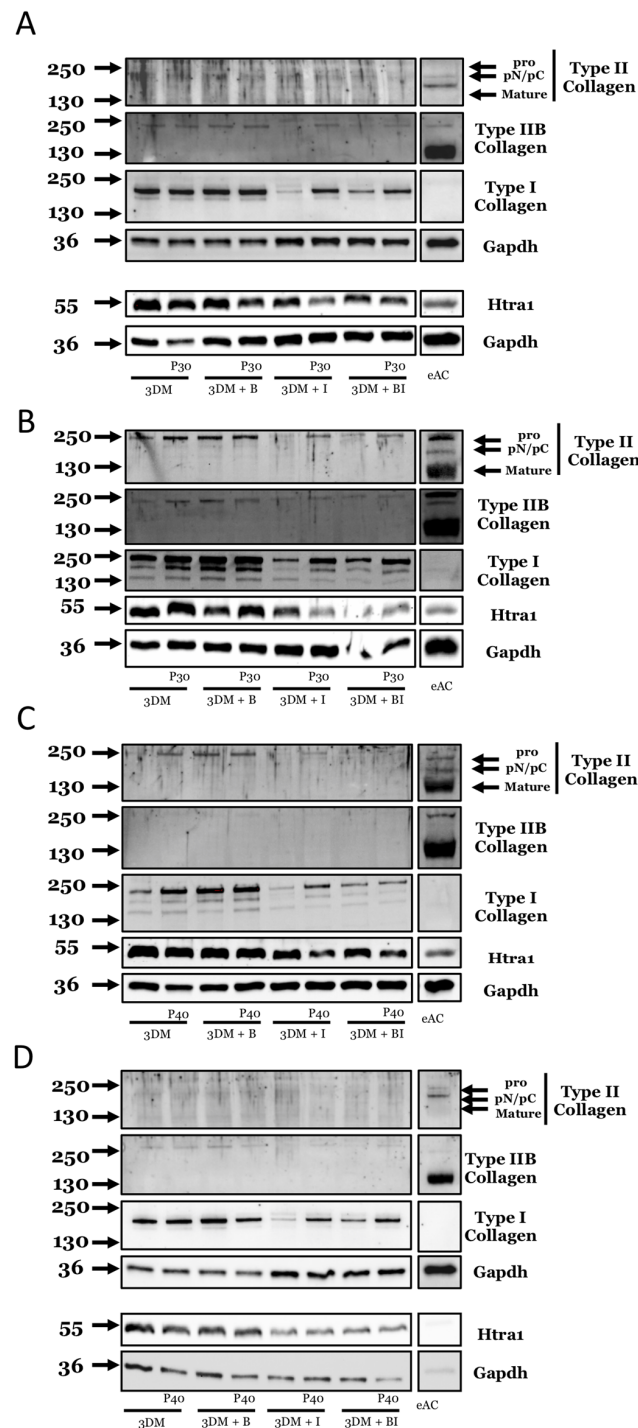 A
250
130
pro
pN/pC
Mature
Type II
Collagen
250
130
Type IIB
Collagen
250
130
Type I
Collagen
36
Gapdh
55
Htra1
36
Gapdh
P30 P30 P30 P30
3DM 3DM + B 3DM + I 3DM + BI eAC
B
250
130
pro
pN/pC
Mature
Type II
Collagen
250
130
Type IIB
Collagen
250
130
Type I
Collagen
55
Htra1
36
Gapdh
P30 P30 P30 P30
3DM 3DM + B 3DM + I 3DM + BI eAC
C
250
130
pro
pN/pC
Mature
Type II
Collagen
250
130
Type IIB
Collagen
250
130
Type I
Collagen
55
Htra1
36
Gapdh
P40 P40 P40 P40
3DM 3DM + B 3DM + I 3DM + BI eAC
D
250
130
pro
pN/pC
Mature
Type II
Collagen
250
130
Type IIB
Collagen
250
130
Type I
Collagen
36
Gapdh
55
Htra1
36
Gapdh
P40 P40 P40 P40
3DM 3DM + B 3DM + I 3DM + BI eAC